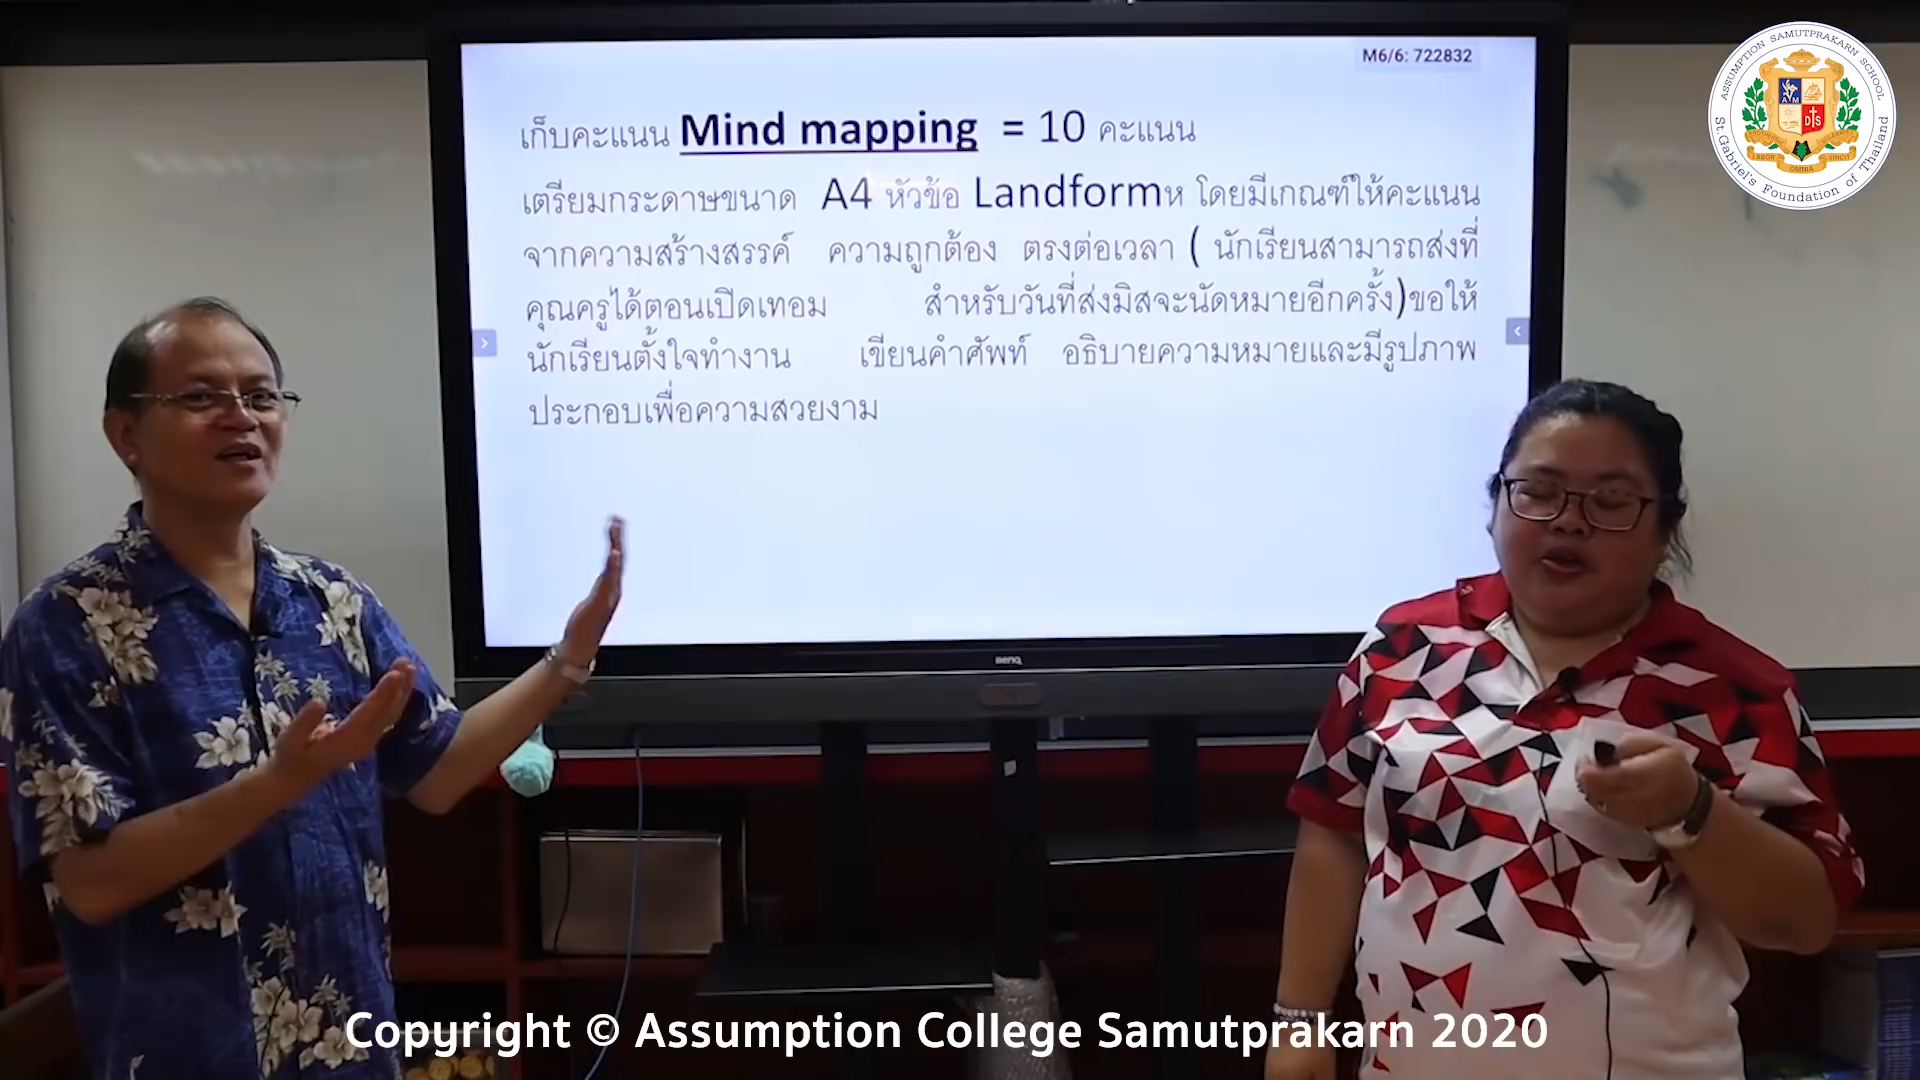 M6/6: 722832
เก็บคะแนน Mind mapping = 10 คะแนน
เตรียมกระดาษขนาด A4 หัวข้อ Landformห โดยมีเกณฑ์ให้คะแนน
จากความสร้างสรรค์ ความถูกต้อง ตรงต่อเวลา ( นักเรียนสามารถส่งที่
คุณครูได้ตอนเปิดเทอม สำหรับวันที่ส่งมิสจะนัดหมายอีกครั้ง)ขอให้
นักเรียนตั้งใจทำงาน เขียนคำศัพท์ อธิบายความหมายและมีรูปภาพ
ประกอบเพื่อความสวยงาม
BenQ
ASSUMPTION SAMUTPRAKARN SCHOOL
St.Gabriel's Foundation of Thailand
LABOR OMNIA VINCIT
Copyright © Assumption College Samutprakarn 2020